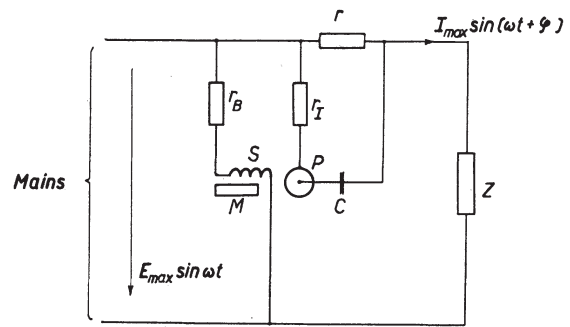 r
I_max sin(ωt + φ)
r_B
r_I
S
P
Mains
M
C
Z
E_max sin ωt